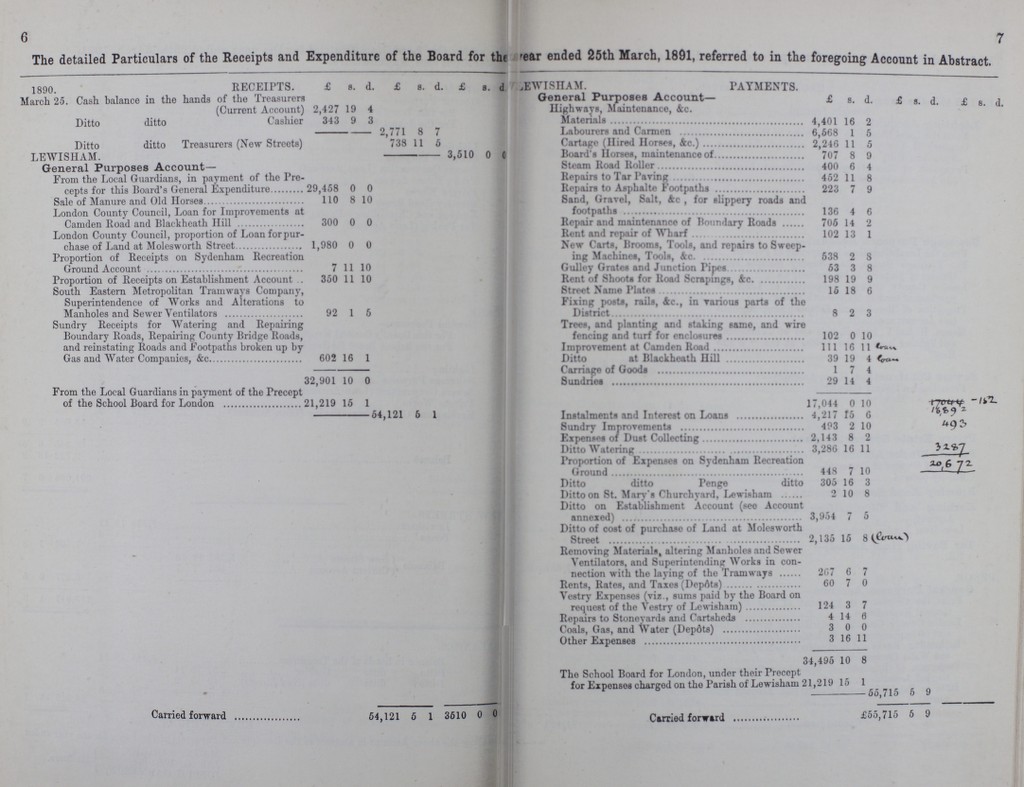 6
The detailed Particulars of the Receipts and Expenditure of the Board for the year ended 25th March, 1891, referred to in the foregoing Account in Abstract.
1890. RECEIPTS. £ s. d. £ s. d. £ s. d.
March 25. Cash balance in the hands of the Treasurers
(Current Account) 2,427 19 4
Ditto ditto Cashier 343 9 3
2,771 8 7
Ditto ditto Treasurers (New Streets) 738 11 5
3,510 0 0
LEWISHAM.
General Purposes Account—
From the Local Guardians, in payment of the Pre-
cepts for this Board's General Expenditure......... 29,458 0 0
Sale of Manure and Old Horses........................ 110 8 10
London County Council, Loan for Improvements at
Camden Road and Blackheath Hill .................. 300 0 0
London County Council, proportion of Loan for pur-
chase of Land at Molesworth Street.................. 1,980 0 0
Proportion of Receipts on Sydenham Recreation
Ground Account .......................................... 7 11 10
Proportion of Receipts on Establishment Account .. 350 11 10
South Eastern Metropolitan Tramways Company,
Superintendence of Works and Alterations to
Manholes and Sewer Ventilators ..................... 92 1 5
Sundry Receipts for Watering and Repairing
Boundary Roads, Repairing County Bridge Roads,
and reinstating Roads and Footpaths broken up by
Gas and Water Companies, &c........................ 602 16 1
32,901 10 0
From the Local Guardians in payment of the Precept
of the School Board for London ..................... 21,219 15 1
54,121 5 1
Carried forward .................. 54,121 5 1 3510 0 0
7
LEWISHAM. PAYMENTS.
General Purposes Account— £ s. d. £ s. d. £ s. d.
Highways, Maintenance, &c.
Materials ................................................ 4,401 16 2
Labourers and Carmen .............................. 6,568 1 5
Cartage (Hired Horses, &c.) ........................ 2,246 11 5
Board's Horses, maintenance of..................... 707 8 9
Steam Road Roller.................................... 400 6 4
Repairs to Tar Paving ................................. 452 11 8
Repairs to Asphalte Footpaths ..................... 223 7 9
Sand, Gravel, Salt, &c , for slippery roads and
footpaths ............................................. 136 4 6
Repair and maintenance of Boundary Roads ...... 705 14 2
Rent and repair of Wharf ........................... 102 13 1
New Carts, Brooms, Tools, and repairs to Sweep-
ing Machines, Tools, &c. ........................... 538 2 8
Gulley Grates and Junction Pipes.................. 53 3 8
Rent of Shoots for Road Scrapings, &c. ............ 198 19 9
Street Name Plates .................................... 15 18 6
Fixing posts, rails, &c., in various parts of the
District................................................ 8 2 3
Trees, and planting and staking same, and wire
fencing and turf for enclosures .................. 102 0 10
Improvement at Camden Road ..................... 111 16 11 loan
Ditto at Blackheath Hill .................. 39 19 4 loan
Carriage of Goods .................................... 1 7 4
Sundries ................................................ 29 14 4
17,044 0 10 17044 -152
Instalments and Interest on Loans .................. 4,217 15 6 1889 2
Sundry Improvements .............................. 493 2 10 493
Expenses of Dust Collecting ........................ 2,143 8 2
Ditto Watering .......................................... 3,286 16 11 3287
Proportion of Expenses on Sydenham Recreation
Ground ................................................ 448 7 10 20,672
Ditto ditto Penge ditto 305 16 3
Ditto on St. Mary's Churchyard, Lewisham ...... 2 10 8
Ditto on Establishment Account (see Account
annexed) ............................................. 3,954 7 5
Ditto of cost of purchase of Land at Molesworth
Street ................................................ 2,135 15 8 (loan)
Removing Materials, altering Manholes and Sewer
Ventilators, and Superintending Works in con-
nection with the laying of the Tramways ...... 267 6 7
Rents, Rates, and Taxes (Depôts) .................. 60 7 0
Vestry Expenses (viz., sums paid by the Board on
request of the Vestry of Lewisham) ............... 124 3 7
Repairs to Stoneyards and Cartsheds ............... 4 14 6
Coals, Gas, and Water (Depôts) ..................... 3 0 0
Other Expenses ....................................... 3 16 11
34,495 10 8
The School Board for London, under their Precept
for Expenses charged on the Parish of Lewisham 21,219 15 1
55,715 5 9
Carried forward .................. £55,715 5 9